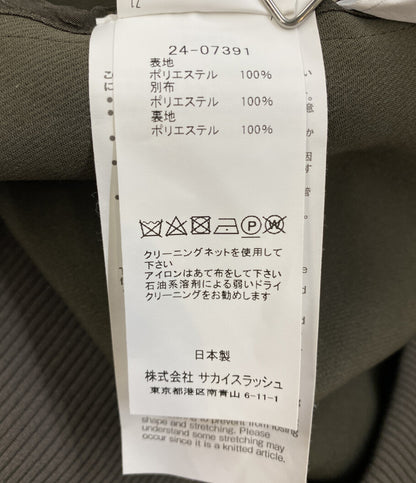 24-07391
表地
ポリエステル 100%
別布
ポリエステル 100%
裏地
ポリエステル 100%
P W
クリーニングネットを使用して
下さい
アイロンはあて布をして下さい
石油系溶剤による弱いドライ
クリーニングをお勧めします
日本製
株式会社 サカイスラッシュ
東京都港区南青山 6-11-1
to prevent from losing
shape and stretching. Please
understand some stretching may
occur since it is a knitted article.